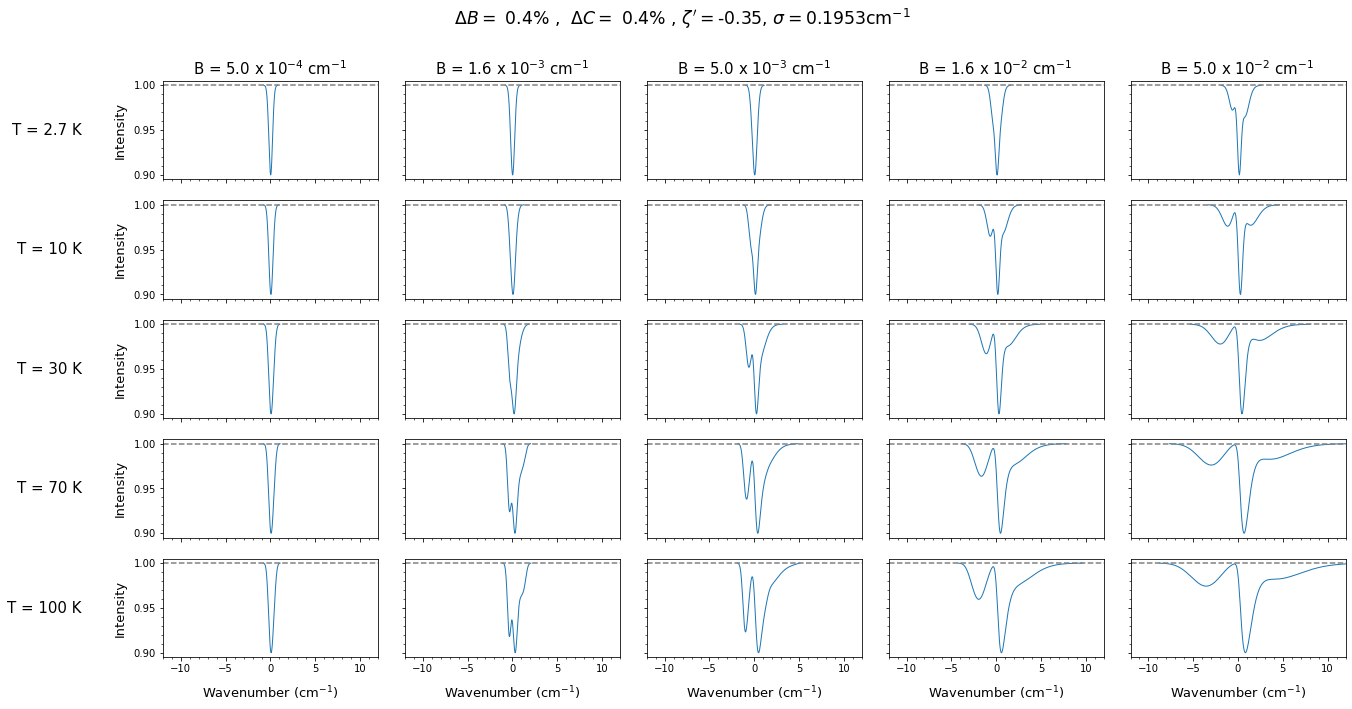 ΔB = 0.4% , ΔC = 0.4% , ζ′ = -0.35, σ = 0.1953cm⁻¹
B = 5.0 x 10⁻⁴ cm⁻¹ B = 1.6 x 10⁻³ cm⁻¹ B = 5.0 x 10⁻³ cm⁻¹ B = 1.6 x 10⁻² cm⁻¹ B = 5.0 x 10⁻² cm⁻¹
1.00
T = 2.7 K Intensity 0.95
0.90
1.00
T = 10 K Intensity 0.95
0.90
1.00
T = 30 K Intensity 0.95
0.90
1.00
T = 70 K Intensity 0.95
0.90
1.00
T = 100 K Intensity 0.95
0.90
−10 −5 0 5 10 −10 −5 0 5 10 −10 −5 0 5 10 −10 −5 0 5 10 −10 −5 0 5 10
Wavenumber (cm⁻¹) Wavenumber (cm⁻¹) Wavenumber (cm⁻¹) Wavenumber (cm⁻¹) Wavenumber (cm⁻¹)